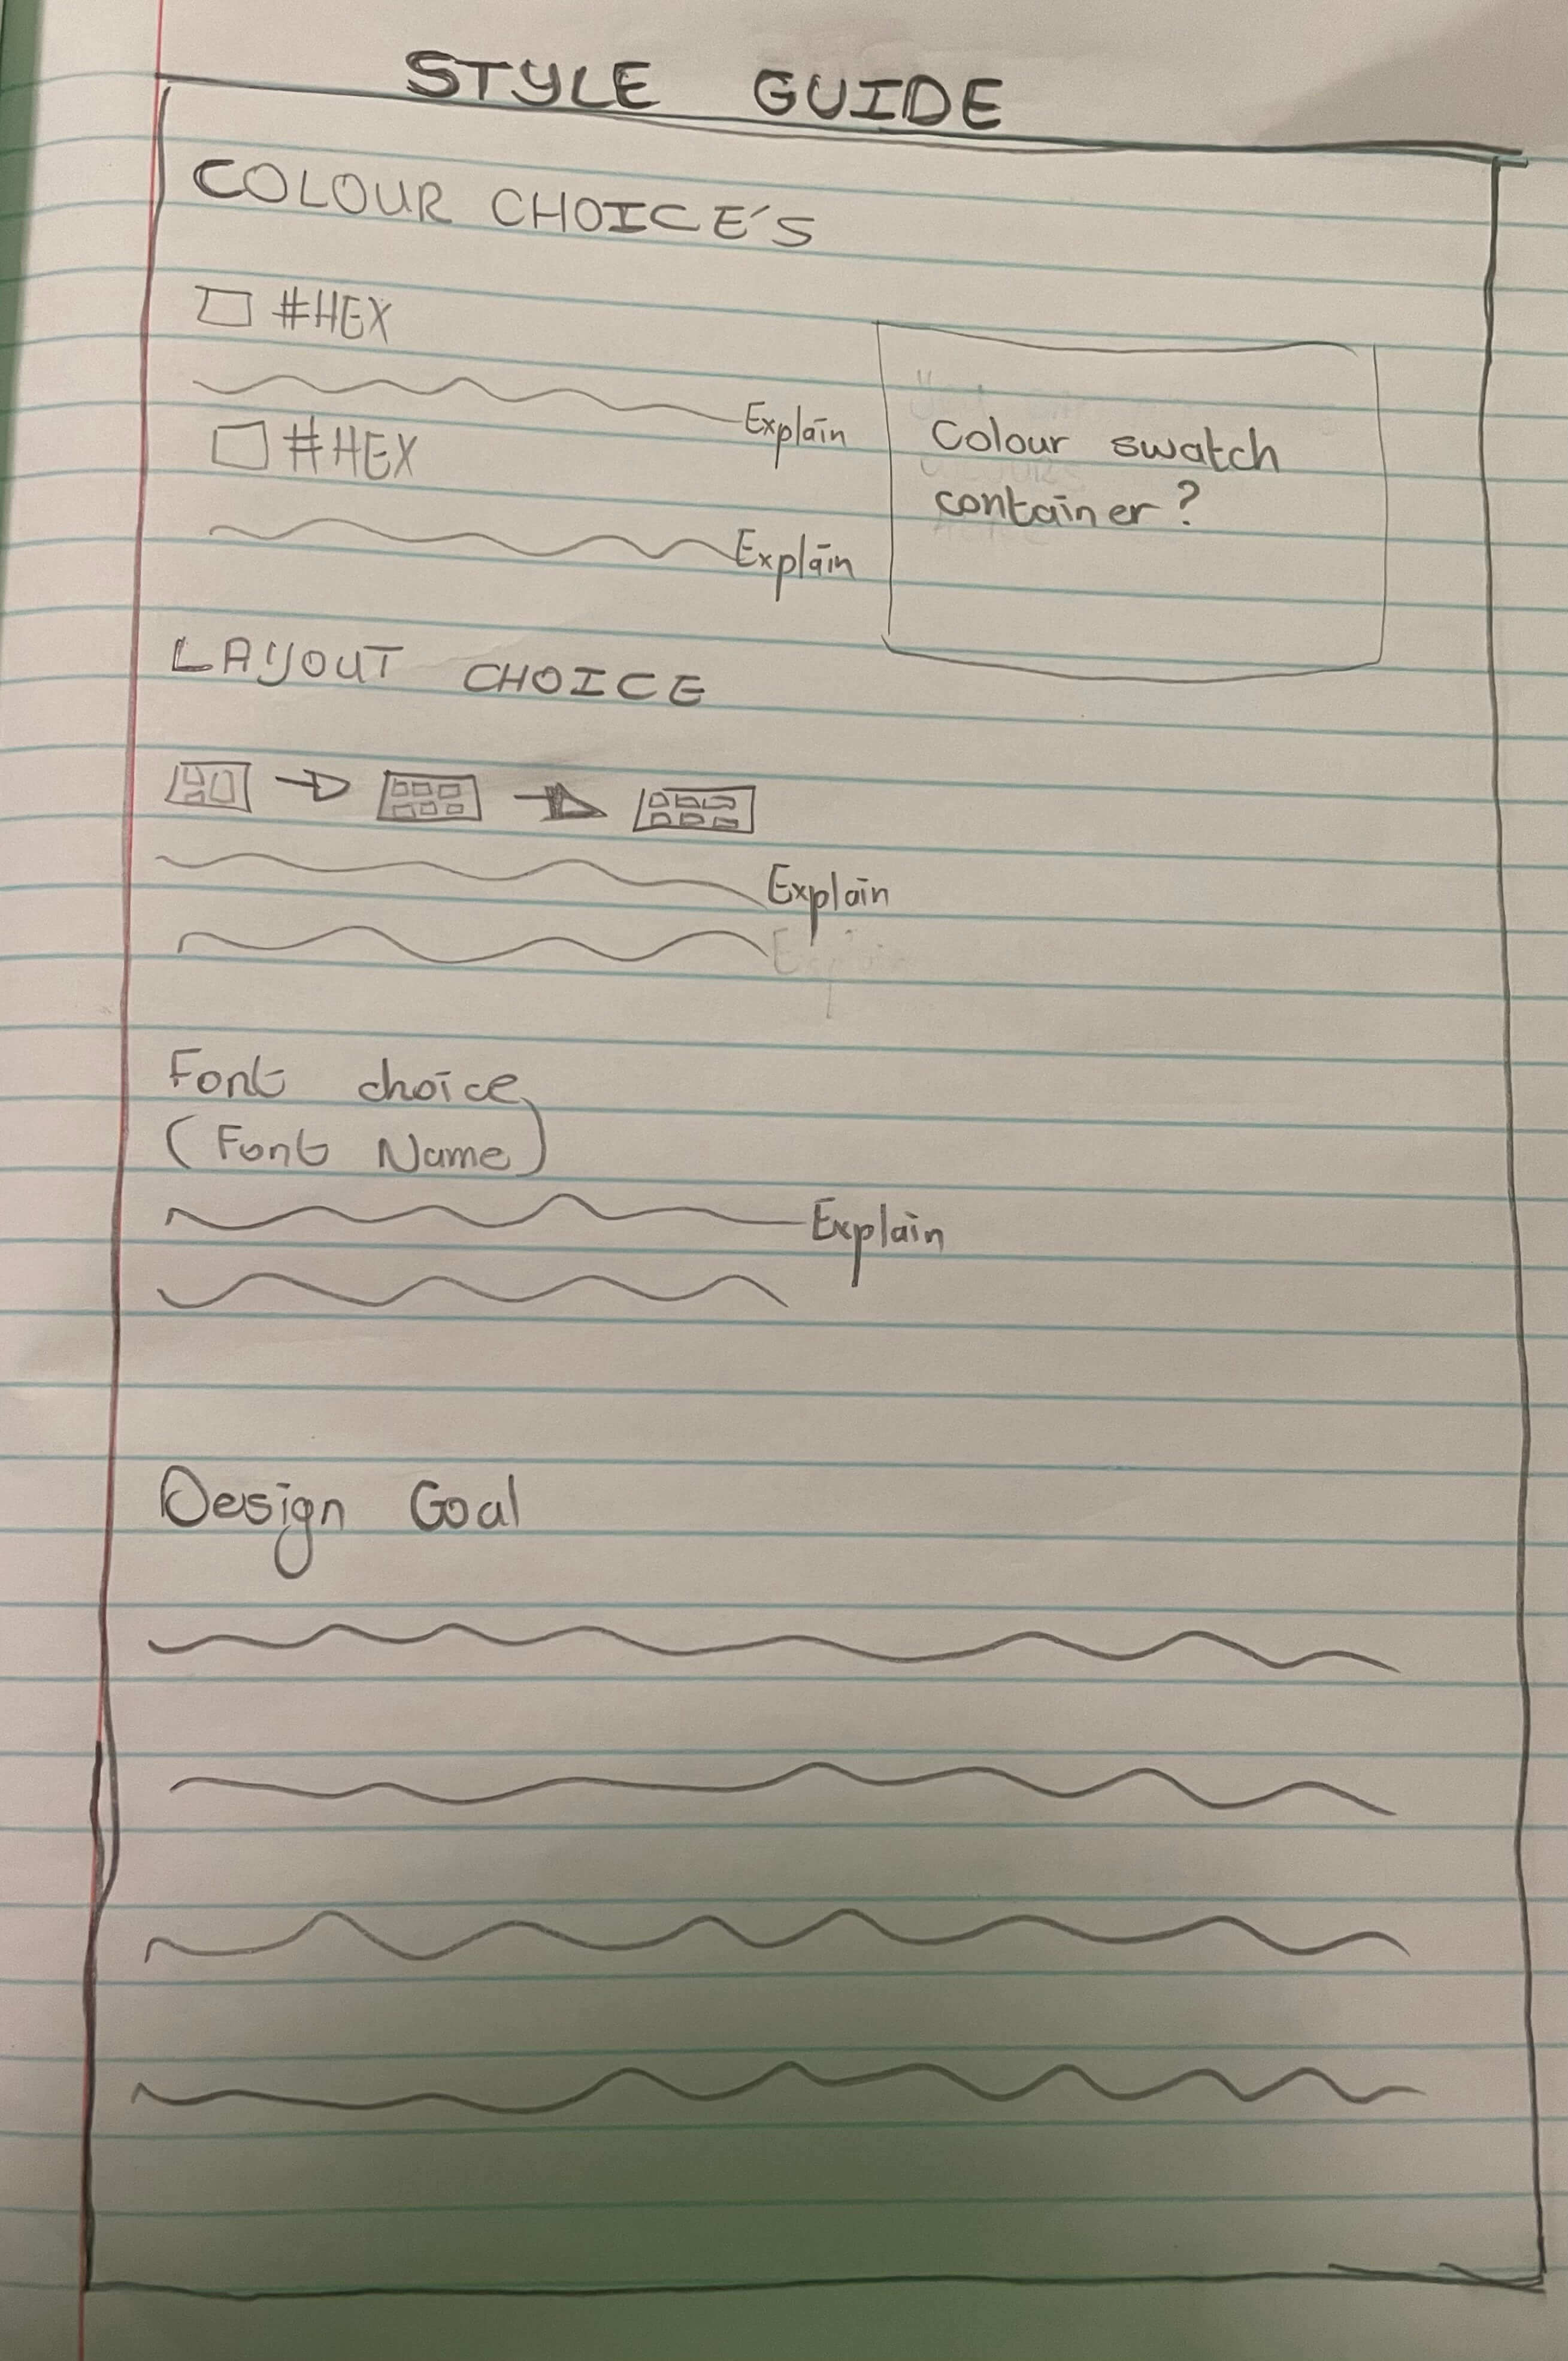 STYLE GUIDE
COLOUR CHOICE'S
#HEX
Explain
#HEX
Explain
Colour swatch
container?
LAYOUT CHOICE
Explain
Font choice
(Font Name)
Explain
Design Goal